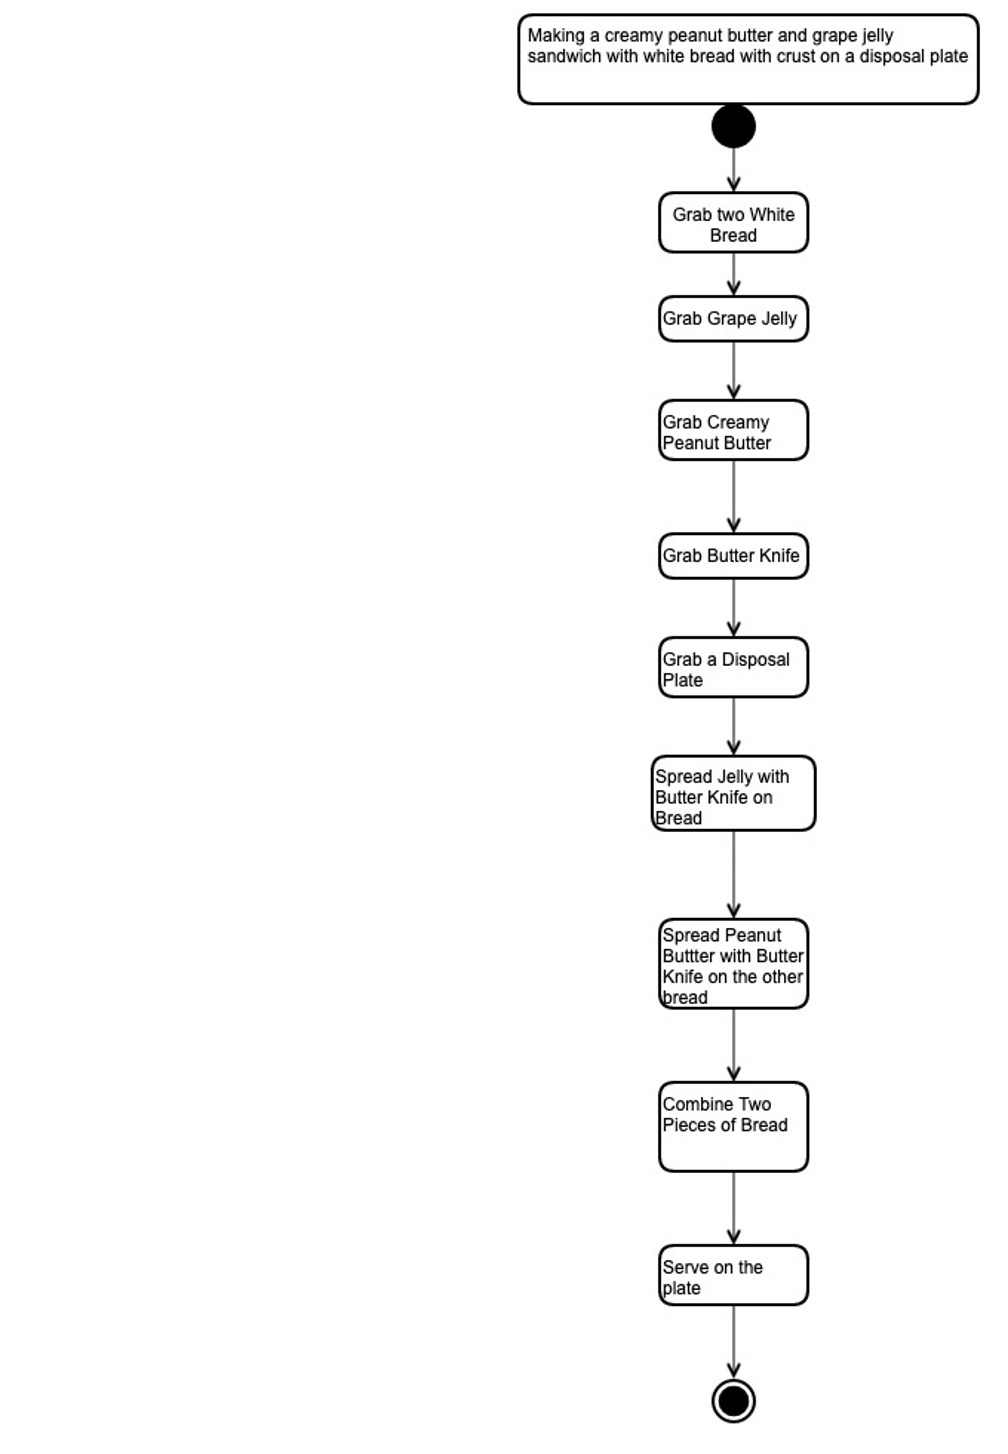 Making a creamy peanut butter and grape jelly
sandwich with white bread with crust on a disposal plate
Grab two White
Bread
Grab Grape Jelly
Grab Creamy
Peanut Butter
Grab Butter Knife
Grab a Disposal
Plate
Spread Jelly with
Butter Knife on
Bread
Spread Peanut
Buttter with Butter
Knife on the other
bread
Combine Two
Pieces of Bread
Serve on the
plate